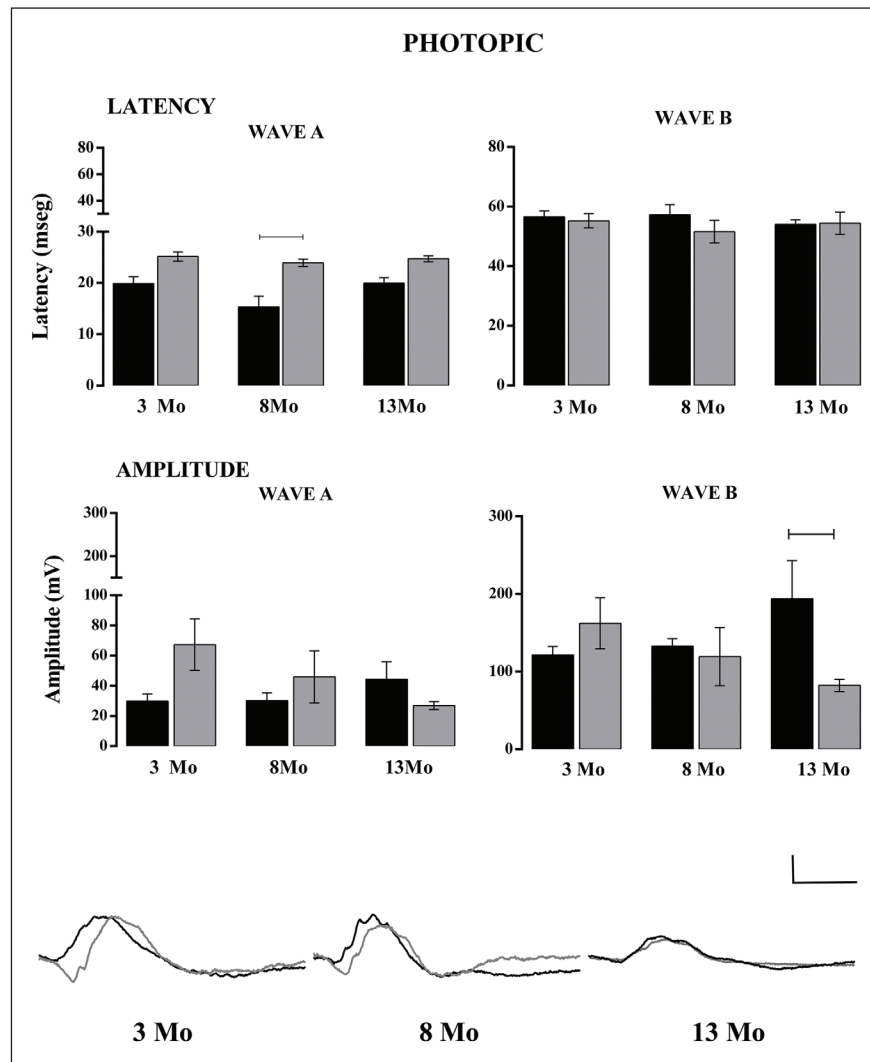 PHOTOPIC
LATENCY
WAVE A
80
60
40
30
20
10
0
Latency (mseg)
3 Mo
8Mo
13Mo
WAVE B
80
60
40
20
0
3 Mo
8 Mo
13 Mo
AMPLITUDE
WAVE A
300
200
100
80
60
40
20
0
Amplitude (mV)
3 Mo
8Mo
13Mo
WAVE B
300
200
100
0
3 Mo
8 Mo
13 Mo
3 Mo
8 Mo
13 Mo